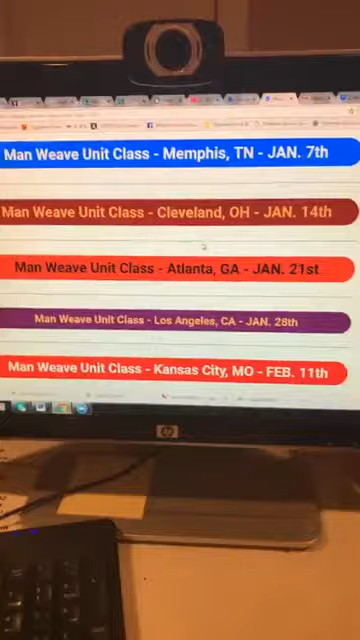 Man Weave Unit Class - Memphis, TN - JAN. 7th
Man Weave Unit Class - Cleveland, OH - JAN. 14th
Man Weave Unit Class - Atlanta, GA - JAN. 21st
Man Weave Unit Class - Los Angeles, CA - JAN. 28th
Man Weave Unit Class - Kansas City, MO - FEB. 11th
hp